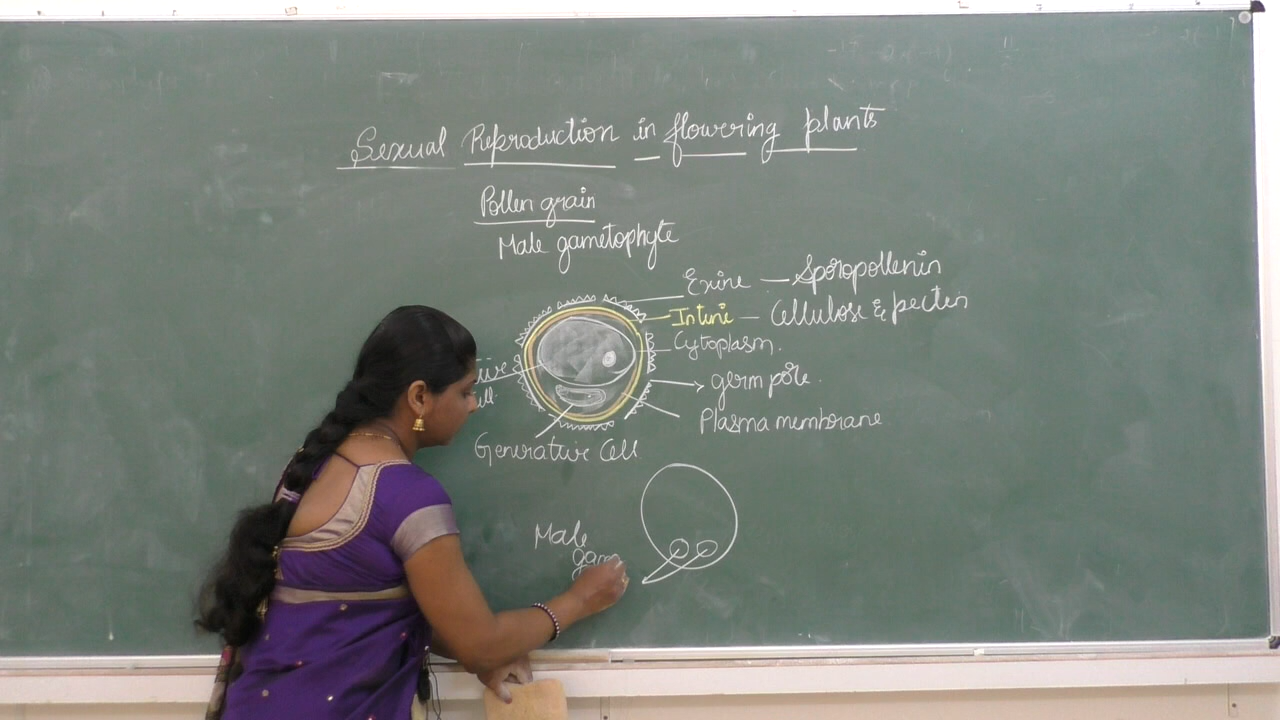 Sexual Reproduction in flowering plants
Pollen grain
Male gametophyte
Exine — Sporopollenin
Intine — Cellulose & pectin
Cytoplasm.
germ pore.
Plasma membrane
Generative Cell
Male
gam